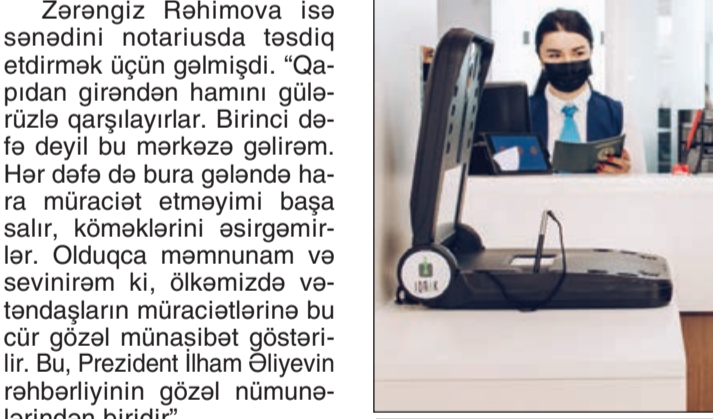 Zərəngiz Rəhimova isə
sənədini notariusda təsdiq
etdirmək üçün gəlmişdi. “Qa-
pıdan girəndən hamını gülə-
rüzlə qarşılayırlar. Birinci də-
fə deyil bu mərkəzə gəlirəm.
Hər dəfə də bura gələndə ha-
ra müraciət etməyimi başa
salır, köməklərini əsirgəmir-
lər. Olduqca məmnunam və
sevinirəm ki, ölkəmizdə və-
təndaşların müraciətlərinə bu
cür gözəl münasibət göstəri-
lir. Bu, Prezident İlham Əliyevin
rəhbərliyinin gözəl nümunə-
lərindən biridir”